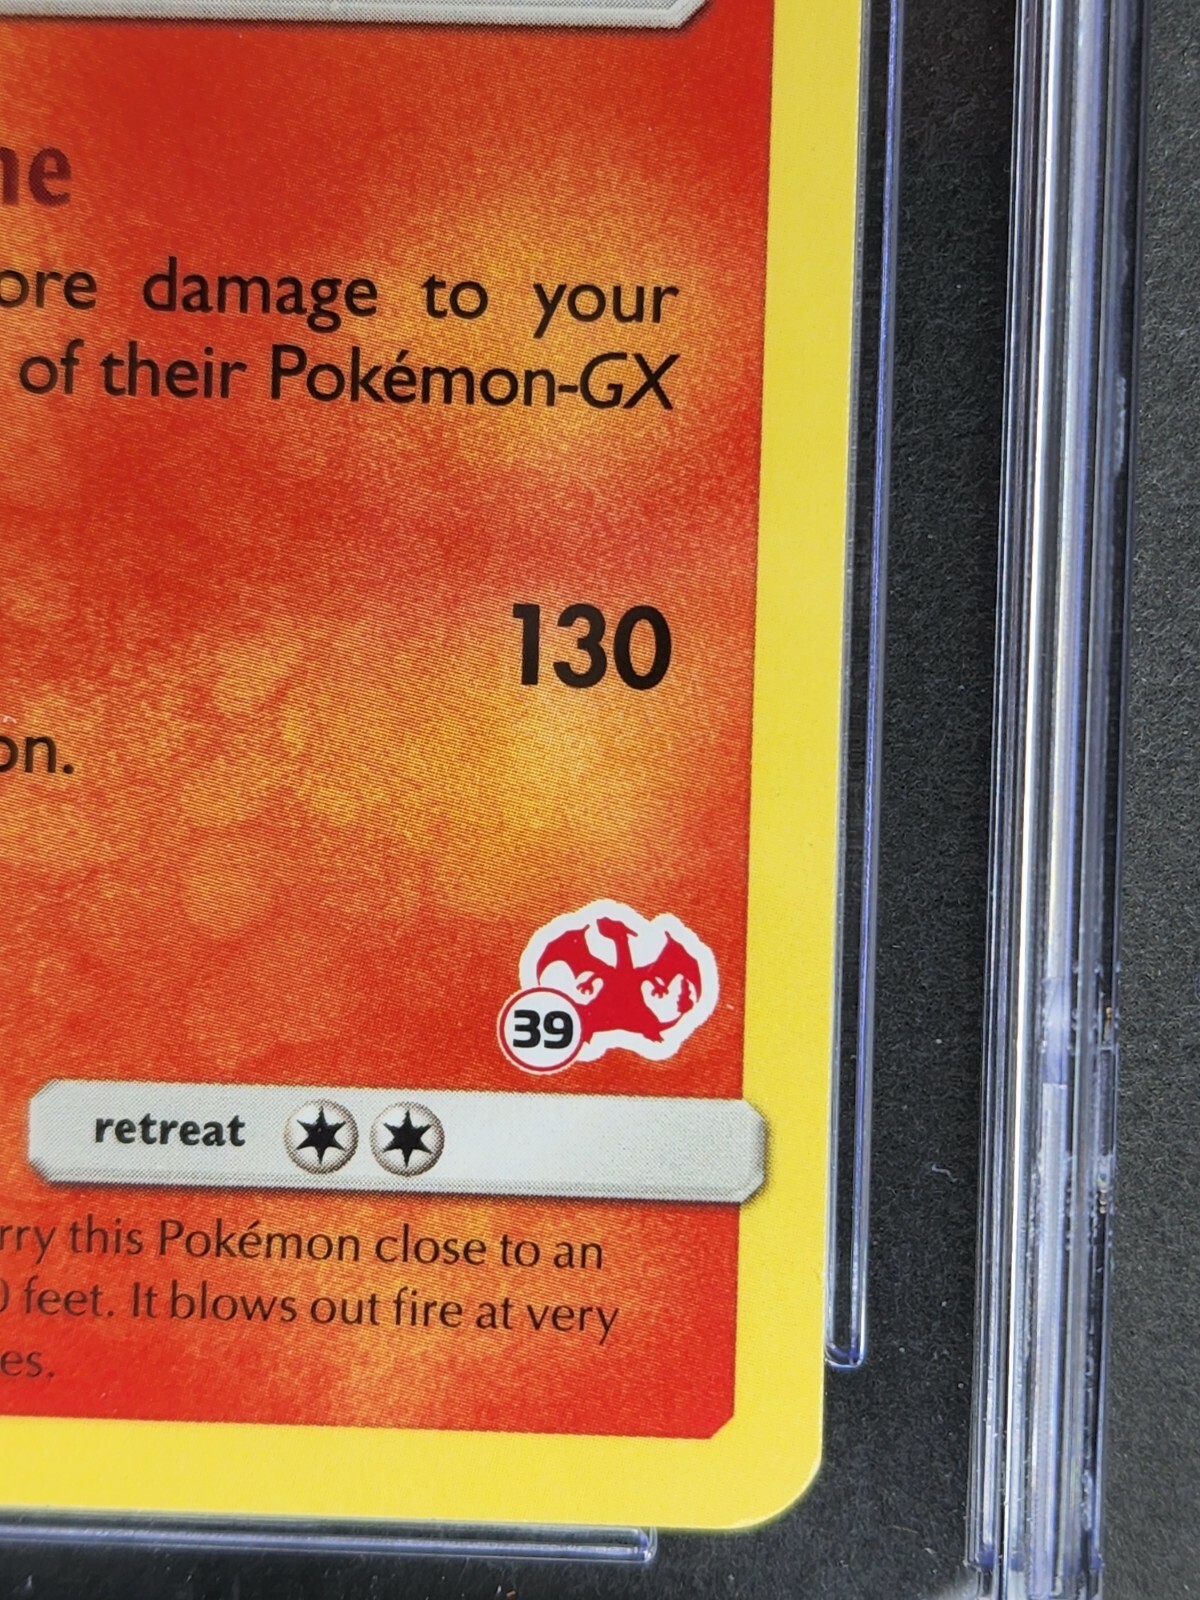 ne
ore damage to your
of their Pokémon-GX
130
on.
39
retreat
rry this Pokémon close to an
0 feet. It blows out fire at very
es.